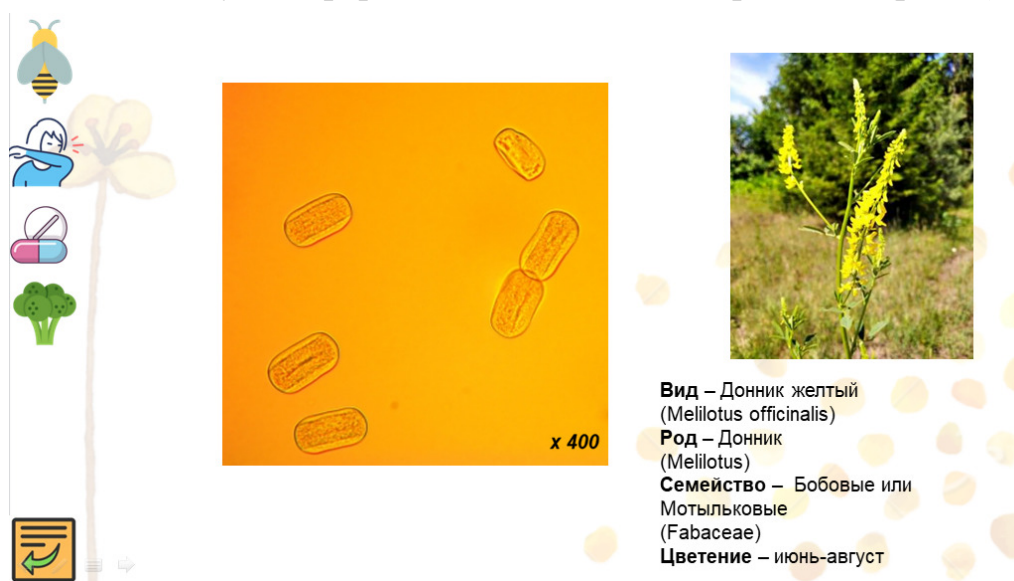 x 400
Вид – Донник желтый
(Melilotus officinalis)
Род – Донник
(Melilotus)
Семейство – Бобовые или
Мотыльковые
(Fabaceae)
Цветение – июнь-август